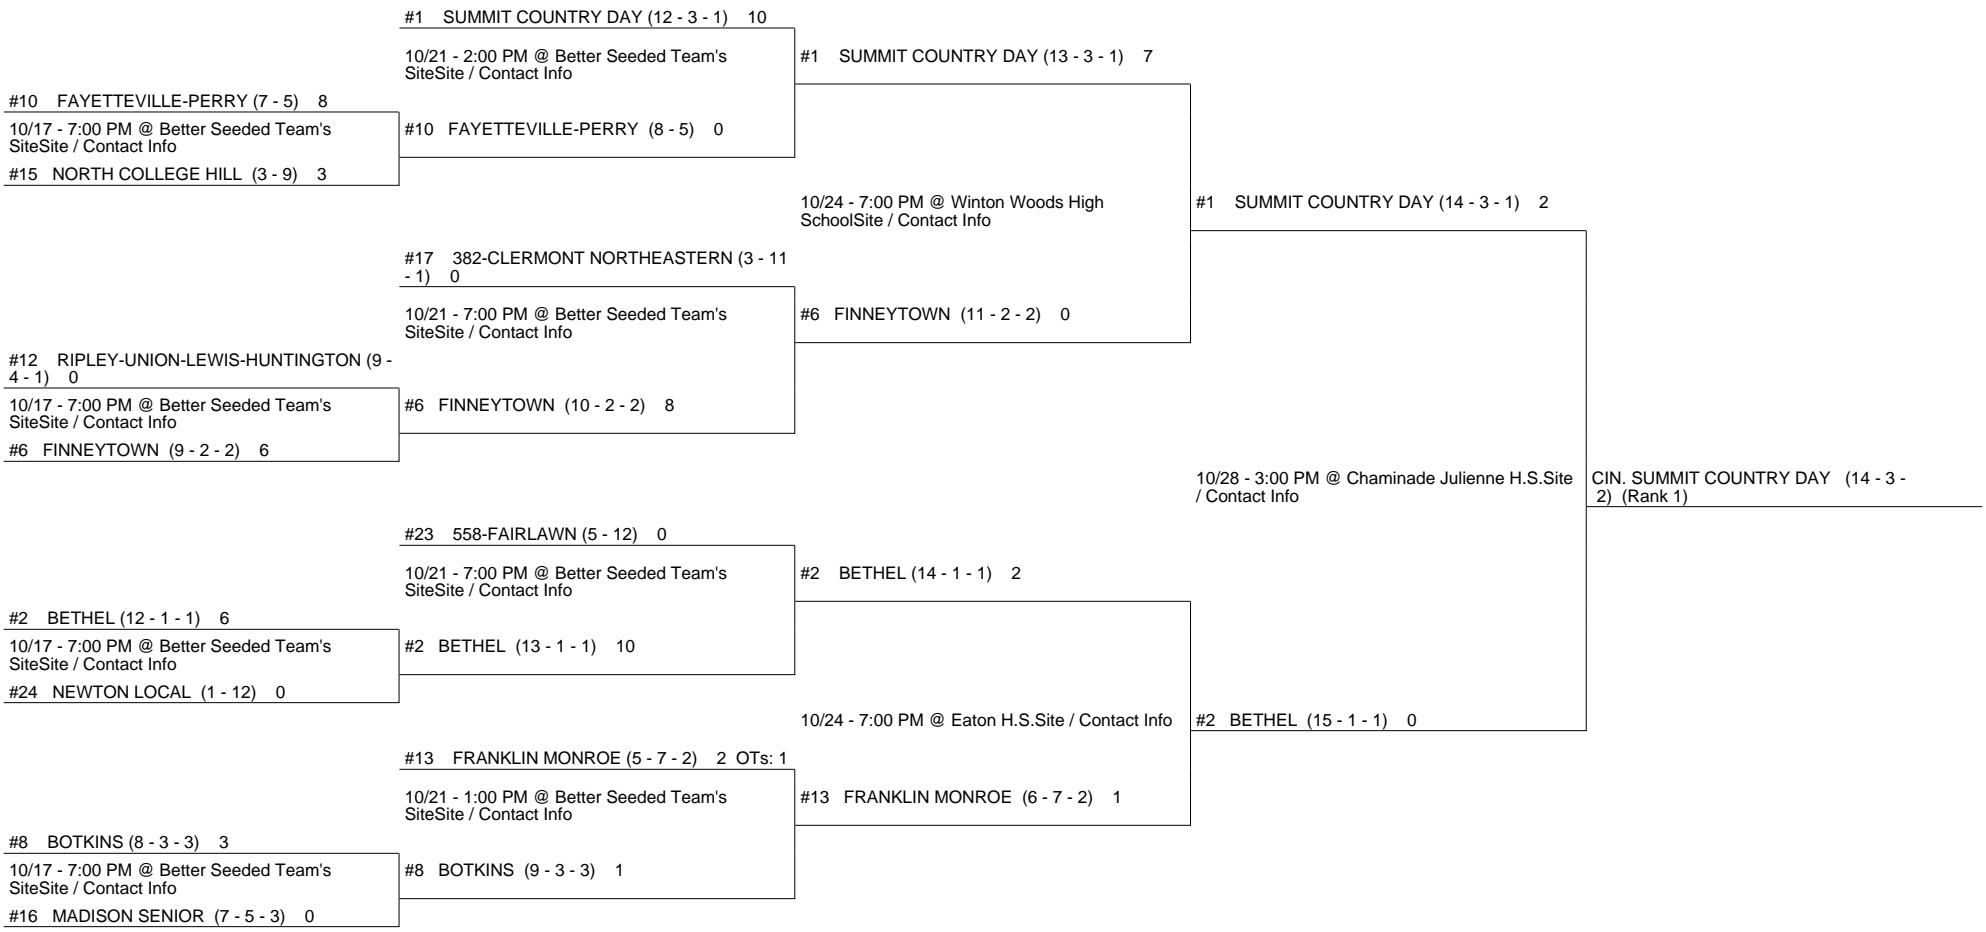 #1 SUMMIT COUNTRY DAY (12 - 3 - 1) 10
10/21 - 2:00 PM @ Better Seeded Team's
SiteSite / Contact Info
#1 SUMMIT COUNTRY DAY (13 - 3 - 1) 7
#10 FAYETTEVILLE-PERRY (7 - 5) 8
10/17 - 7:00 PM @ Better Seeded Team's
SiteSite / Contact Info
#10 FAYETTEVILLE-PERRY (8 - 5) 0
#15 NORTH COLLEGE HILL (3 - 9) 3
10/24 - 7:00 PM @ Winton Woods High
SchoolSite / Contact Info
#1 SUMMIT COUNTRY DAY (14 - 3 - 1) 2
#17 382-CLERMONT NORTHEASTERN (3 - 11
- 1) 0
10/21 - 7:00 PM @ Better Seeded Team's
SiteSite / Contact Info
#6 FINNEYTOWN (11 - 2 - 2) 0
#12 RIPLEY-UNION-LEWIS-HUNTINGTON (9 -
4 - 1) 0
10/17 - 7:00 PM @ Better Seeded Team's
SiteSite / Contact Info
#6 FINNEYTOWN (10 - 2 - 2) 8
#6 FINNEYTOWN (9 - 2 - 2) 6
10/28 - 3:00 PM @ Chaminade Julienne H.S.Site
/ Contact Info
CIN. SUMMIT COUNTRY DAY (14 - 3 -
2) (Rank 1)
#23 558-FAIRLAWN (5 - 12) 0
10/21 - 7:00 PM @ Better Seeded Team's
SiteSite / Contact Info
#2 BETHEL (14 - 1 - 1) 2
#2 BETHEL (12 - 1 - 1) 6
10/17 - 7:00 PM @ Better Seeded Team's
SiteSite / Contact Info
#2 BETHEL (13 - 1 - 1) 10
#24 NEWTON LOCAL (1 - 12) 0
10/24 - 7:00 PM @ Eaton H.S.Site / Contact Info
#2 BETHEL (15 - 1 - 1) 0
#13 FRANKLIN MONROE (5 - 7 - 2) 2 OTs: 1
10/21 - 1:00 PM @ Better Seeded Team's
SiteSite / Contact Info
#13 FRANKLIN MONROE (6 - 7 - 2) 1
#8 BOTKINS (8 - 3 - 3) 3
10/17 - 7:00 PM @ Better Seeded Team's
SiteSite / Contact Info
#8 BOTKINS (9 - 3 - 3) 1
#16 MADISON SENIOR (7 - 5 - 3) 0